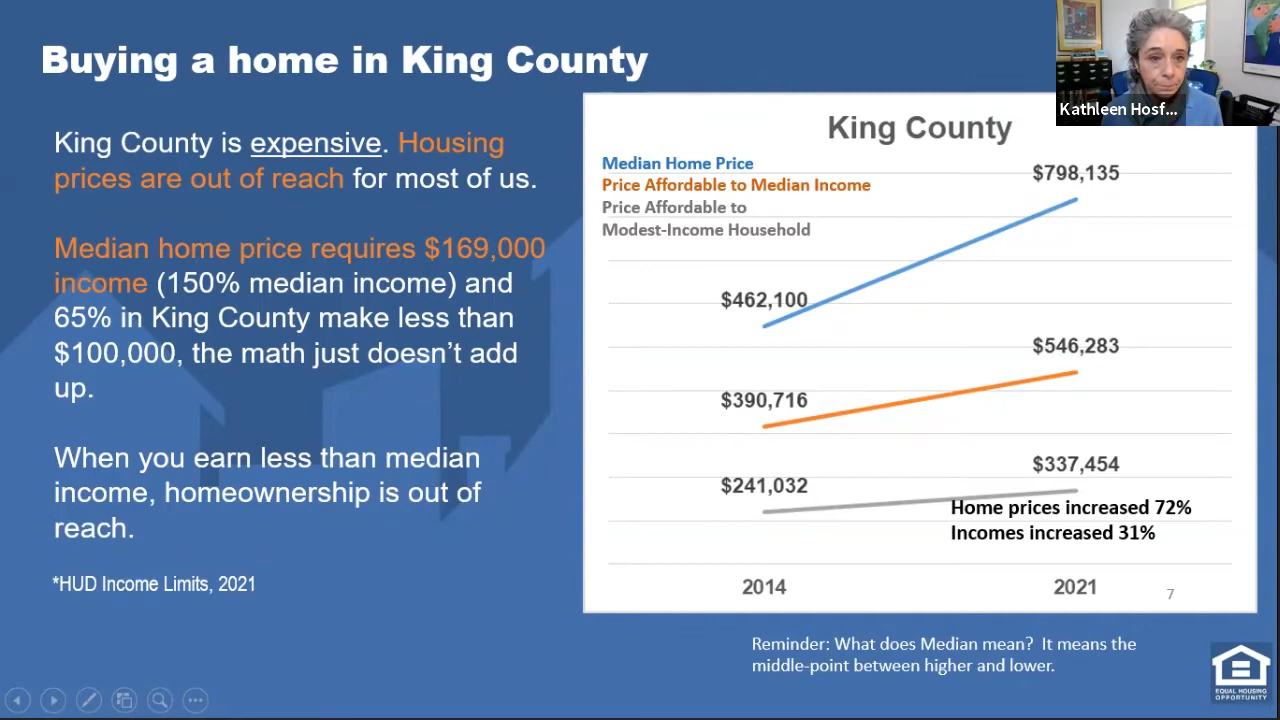 Buying a home in King County
Kathleen Hosf...
King County is expensive. Housing
prices are out of reach for most of us.
Median home price requires $169,000
income (150% median income) and
65% in King County make less than
$100,000, the math just doesn't add
up.
When you earn less than median
income, homeownership is out of
reach.
*HUD Income Limits, 2021
King County
Median Home Price
Price Affordable to Median Income
Price Affordable to
Modest-Income Household
$798,135
$462,100
$546,283
$390,716
$337,454
$241,032
Home prices increased 72%
Incomes increased 31%
2014
2021
7
Reminder: What does Median mean? It means the
middle-point between higher and lower.
EQUAL HOUSING
OPPORTUNITY